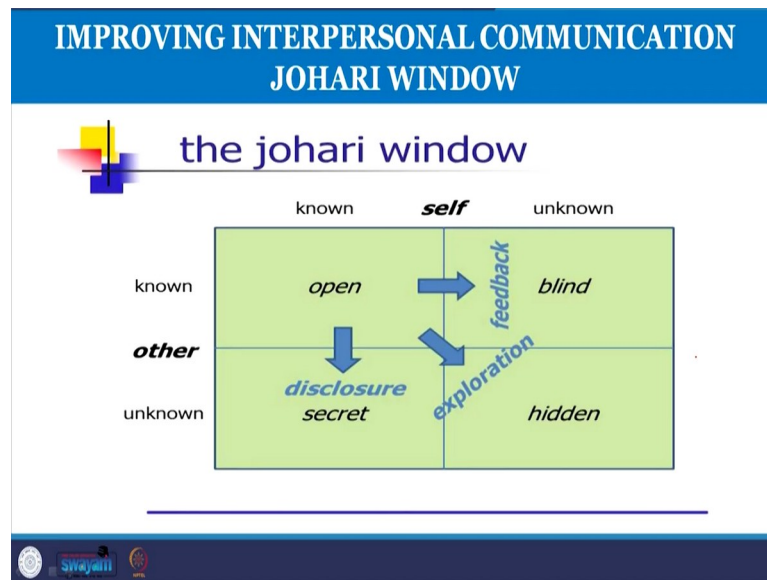 IMPROVING INTERPERSONAL COMMUNICATION
JOHARI WINDOW
the johari window
known self unknown
known open feedback blind
other
disclosure exploration
unknown secret hidden
swayam